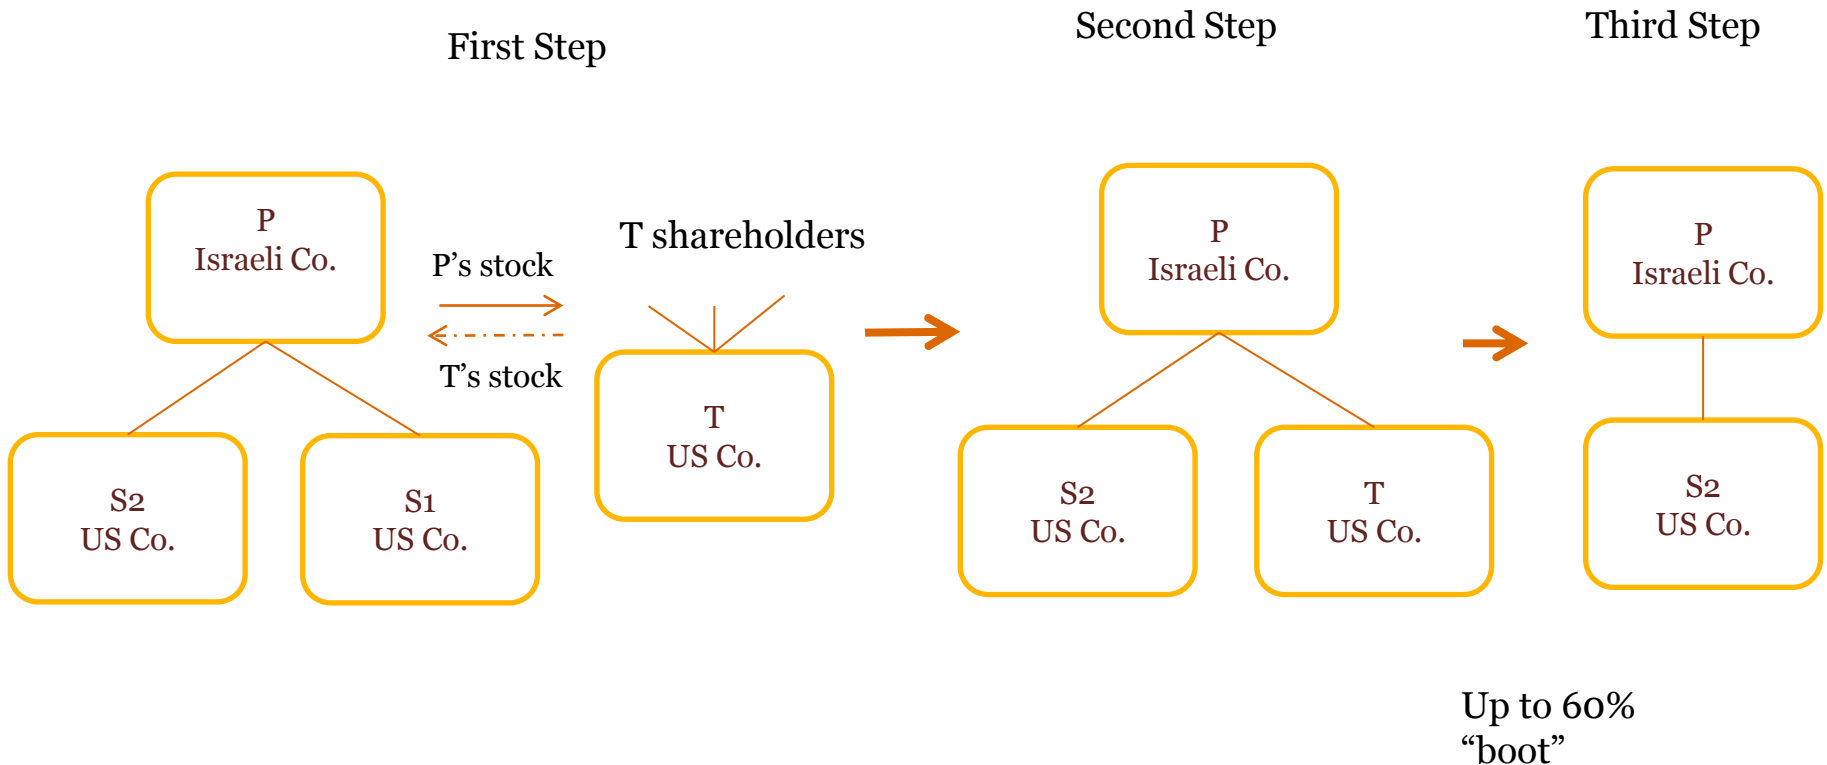 First Step
Second Step
Third Step
P
Israeli Co.
P’s stock
T’s stock
T shareholders
T
US Co.
S2
US Co.
S1
US Co.
P
Israeli Co.
S2
US Co.
T
US Co.
P
Israeli Co.
S2
US Co.
Up to 60%
“boot”